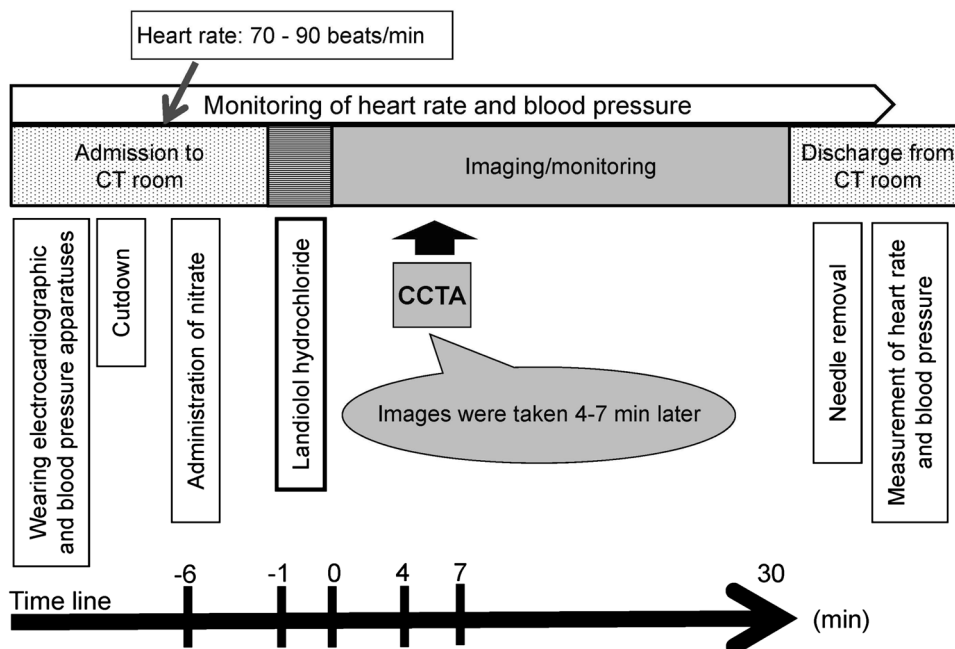 Heart rate: 70 - 90 beats/min
Monitoring of heart rate and blood pressure
Admission to
CT room
Imaging/monitoring
Discharge from
CT room
Wearing electrocardiographic
and blood pressure apparatuses
Cutdown
Administration of nitrate
Landiolol hydrochloride
CCTA
Images were taken 4-7 min later
Needle removal
Measurement of heart rate
and blood pressure
-6
-1
0
4
7
30
Time line
(min)